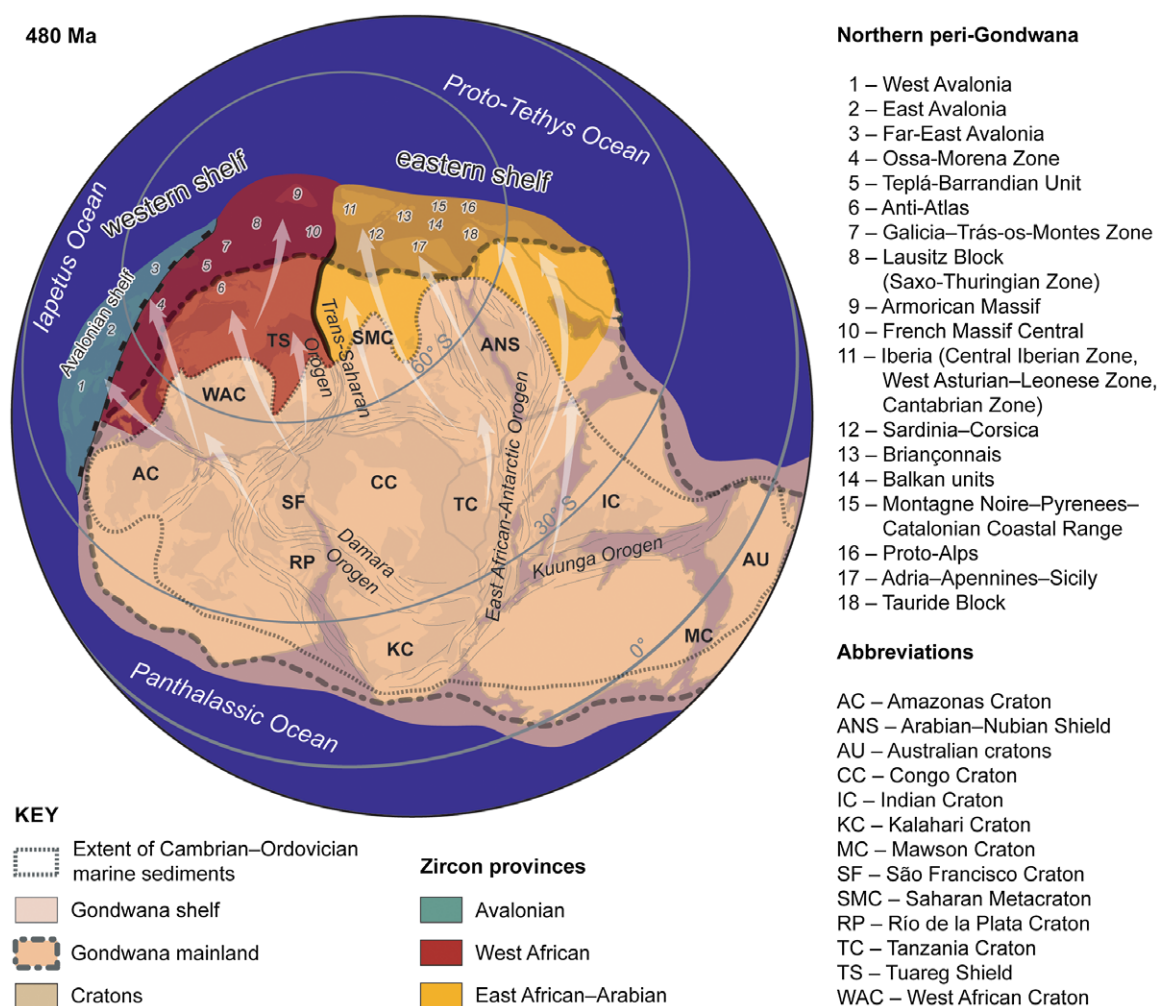 480 Ma
Proto-Tethys Ocean
Iapetus Ocean
western shelf
eastern shelf
Avalonian shelf
1
2
3
4
5
6
7
8
9
10
11
12
13
14
15
16
17
18
TS
Trans-Saharan
Orogen
SMC
60° S
ANS
WAC
AC
SF
CC
TC
East African-Antarctic Orogen
30° S
IC
RP
Damara
Orogen
Kuunga Orogen
AU
KC
MC
0°
Panthalassic Ocean
Northern peri-Gondwana
1 – West Avalonia
2 – East Avalonia
3 – Far-East Avalonia
4 – Ossa-Morena Zone
5 – Teplá-Barrandian Unit
6 – Anti-Atlas
7 – Galicia–Trás-os-Montes Zone
8 – Lausitz Block
(Saxo-Thuringian Zone)
9 – Armorican Massif
10 – French Massif Central
11 – Iberia (Central Iberian Zone,
West Asturian–Leonese Zone,
Cantabrian Zone)
12 – Sardinia–Corsica
13 – Briançonnais
14 – Balkan units
15 – Montagne Noire–Pyrenees–
Catalonian Coastal Range
16 – Proto-Alps
17 – Adria–Apennines–Sicily
18 – Tauride Block
Abbreviations
AC – Amazonas Craton
ANS – Arabian–Nubian Shield
AU – Australian cratons
CC – Congo Craton
IC – Indian Craton
KC – Kalahari Craton
MC – Mawson Craton
SF – São Francisco Craton
SMC – Saharan Metacraton
RP – Río de la Plata Craton
TC – Tanzania Craton
TS – Tuareg Shield
WAC – West African Craton
KEY
Extent of Cambrian–Ordovician
marine sediments
Gondwana shelf
Gondwana mainland
Cratons
Zircon provinces
Avalonian
West African
East African–Arabian